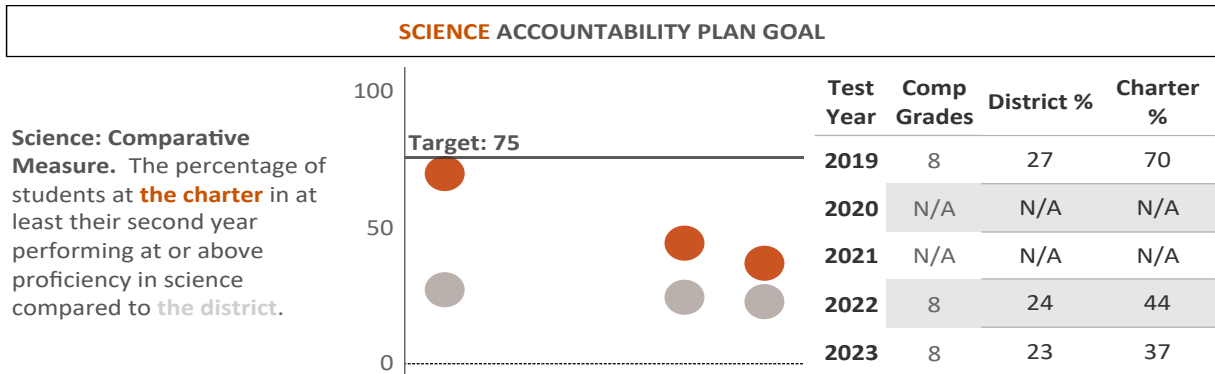 SCIENCE ACCOUNTABILITY PLAN GOAL
Science: Comparative
Measure. The percentage of
students at the charter in at
least their second year
performing at or above
proficiency in science
compared to the district.
100
Target: 75
50
0
Test Year Comp Grades District % Charter %
2019 8 27 70
2020 N/A N/A N/A
2021 N/A N/A N/A
2022 8 24 44
2023 8 23 37